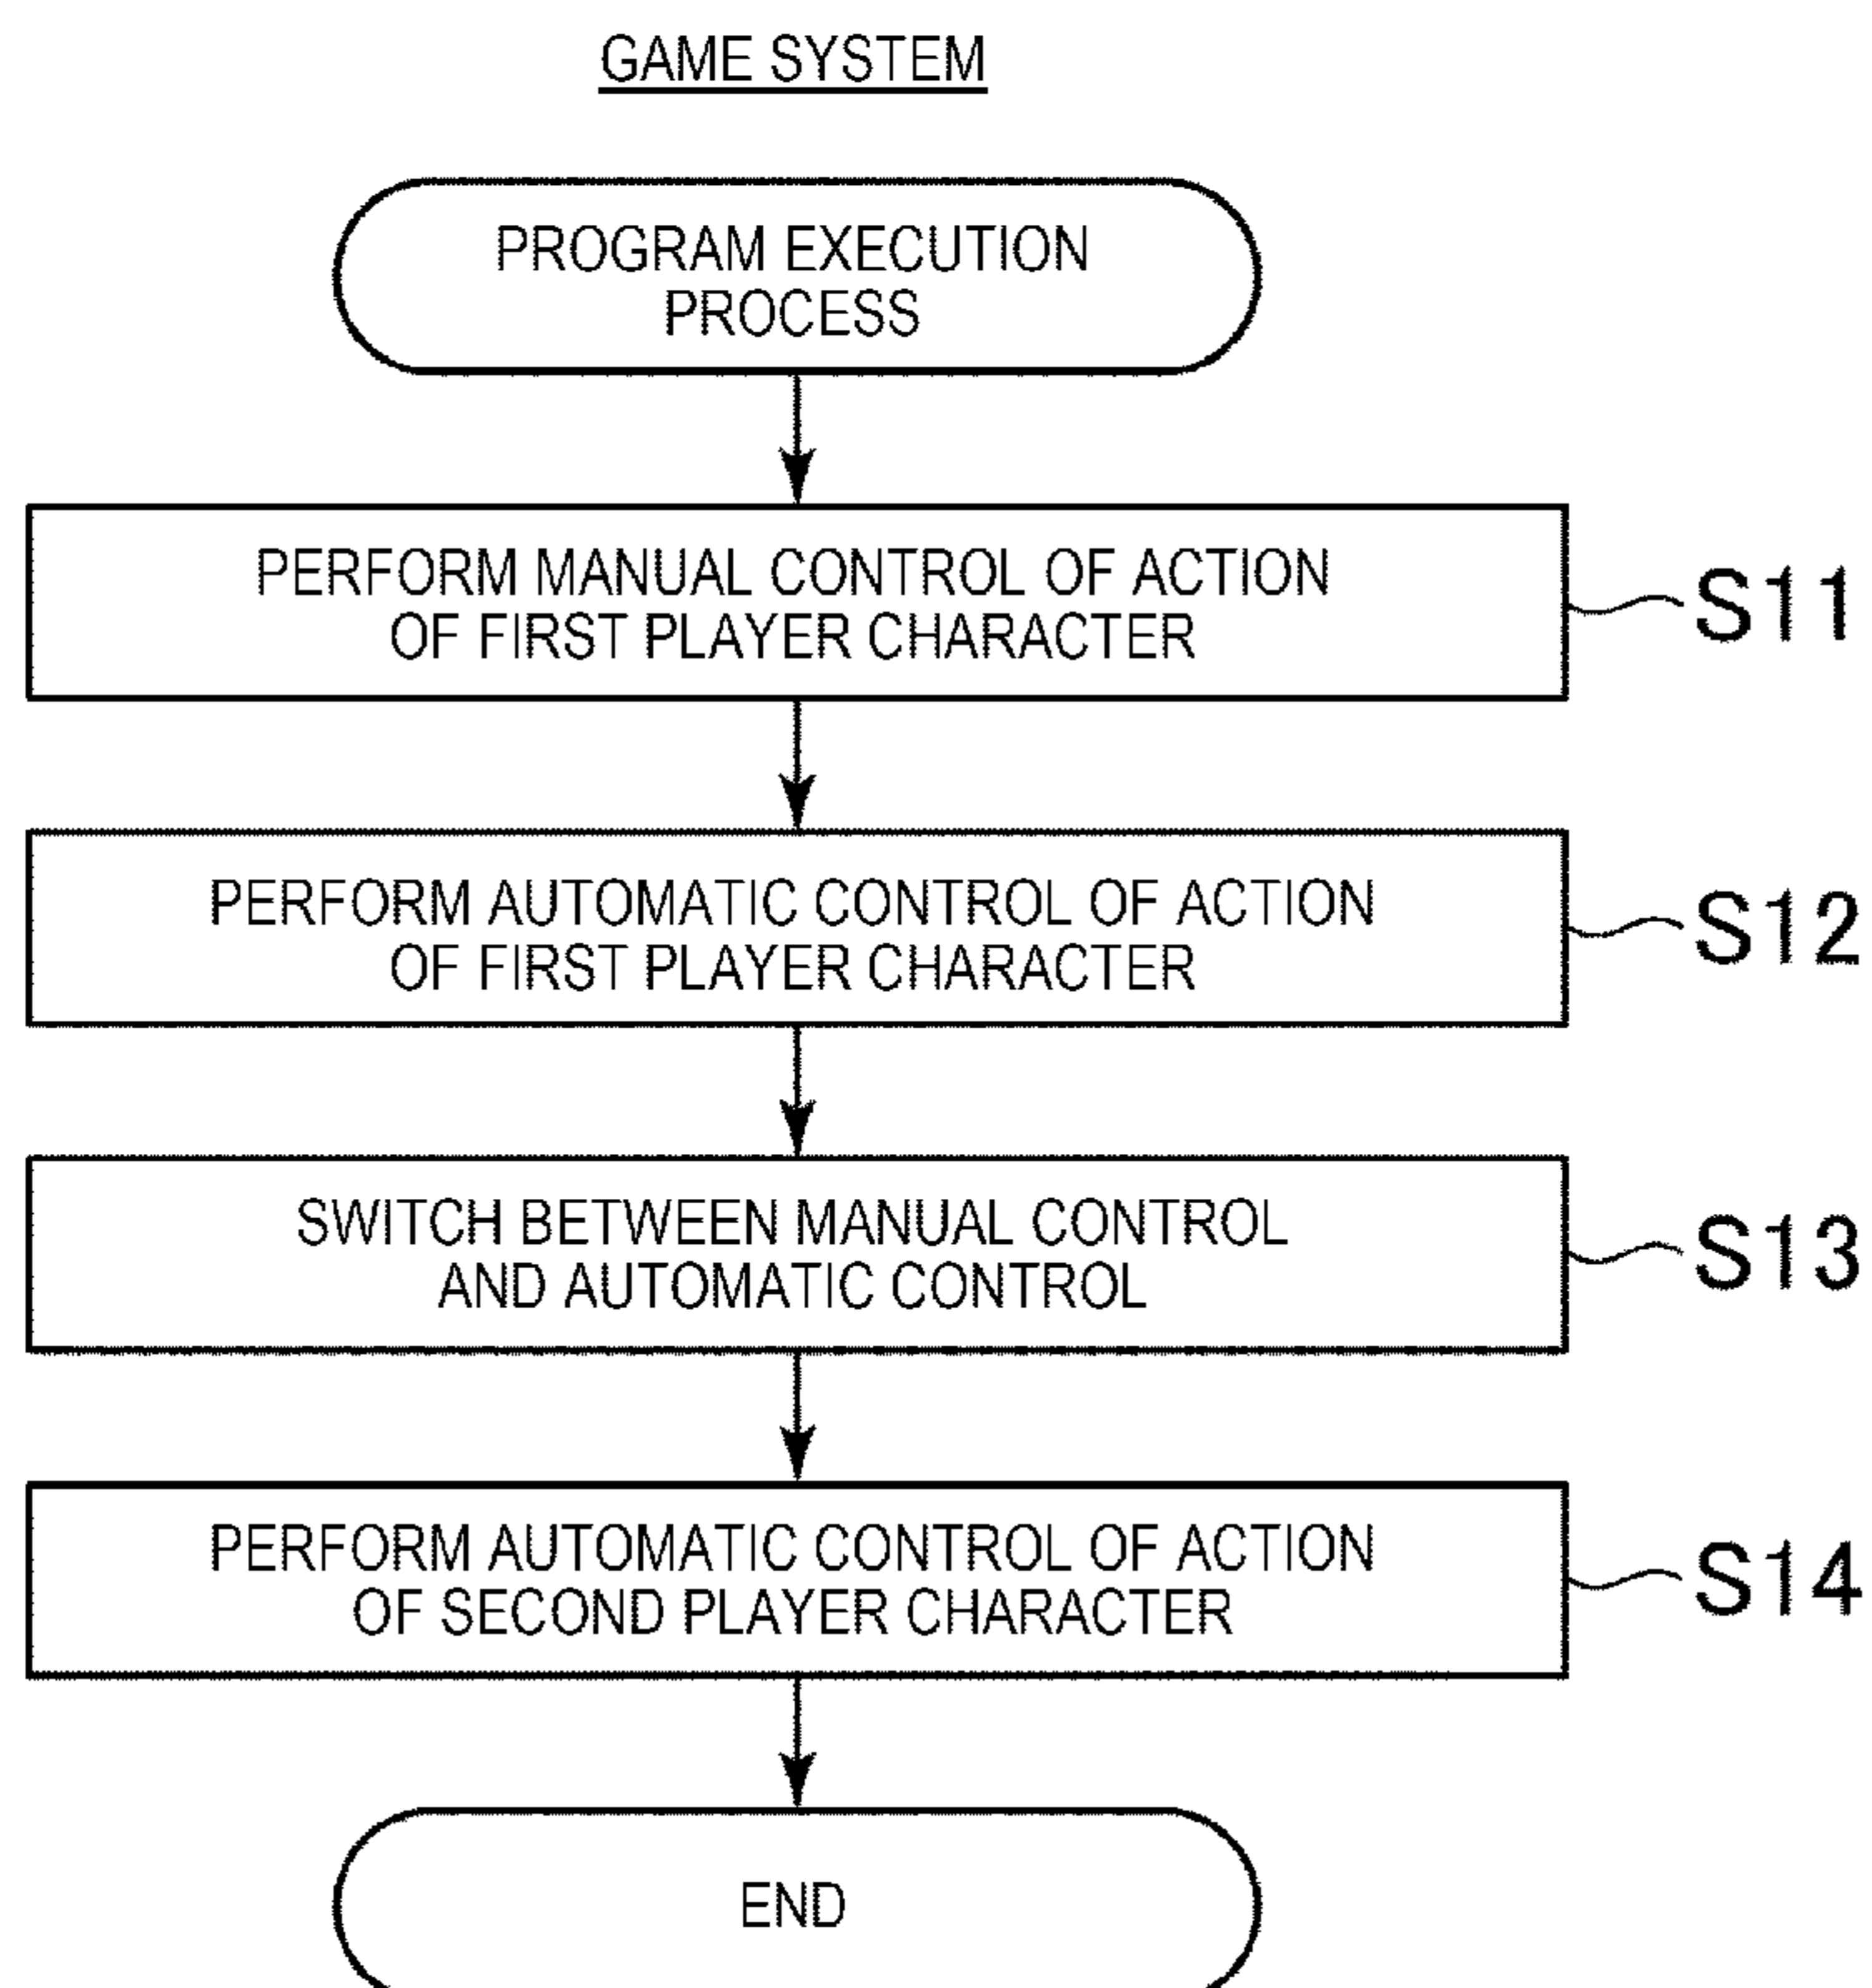 GAME SYSTEM
PROGRAM EXECUTION
PROCESS
PERFORM MANUAL CONTROL OF ACTION
OF FIRST PLAYER CHARACTER
S11
PERFORM AUTOMATIC CONTROL OF ACTION
OF FIRST PLAYER CHARACTER
S12
SWITCH BETWEEN MANUAL CONTROL
AND AUTOMATIC CONTROL
S13
PERFORM AUTOMATIC CONTROL OF ACTION
OF SECOND PLAYER CHARACTER
S14
END